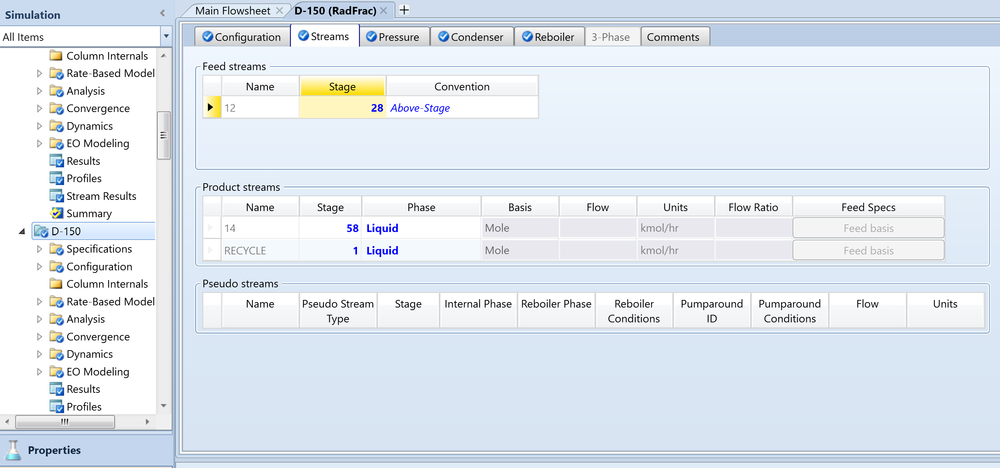 Simulation
All Items
Column Internals
Rate-Based Model
Analysis
Convergence
Dynamics
EO Modeling
Results
Profiles
Stream Results
Summary
D-150
Specifications
Configuration
Column Internals
Rate-Based Model
Analysis
Convergence
Dynamics
EO Modeling
Results
Profiles
Properties
Main Flowsheet D-150 (RadFrac)
Configuration Streams Pressure Condenser Reboiler 3-Phase Comments
Feed streams
Name Stage Convention
12 28 Above-Stage
Product streams
Name Stage Phase Basis Flow Units Flow Ratio Feed Specs
14 58 Liquid Mole kmol/hr Feed basis
RECYCLE 1 Liquid Mole kmol/hr Feed basis
Pseudo streams
Name Pseudo Stream Stage Internal Phase Reboiler Phase Reboiler Pumparound Pumparound Flow Units
Type Conditions ID Conditions